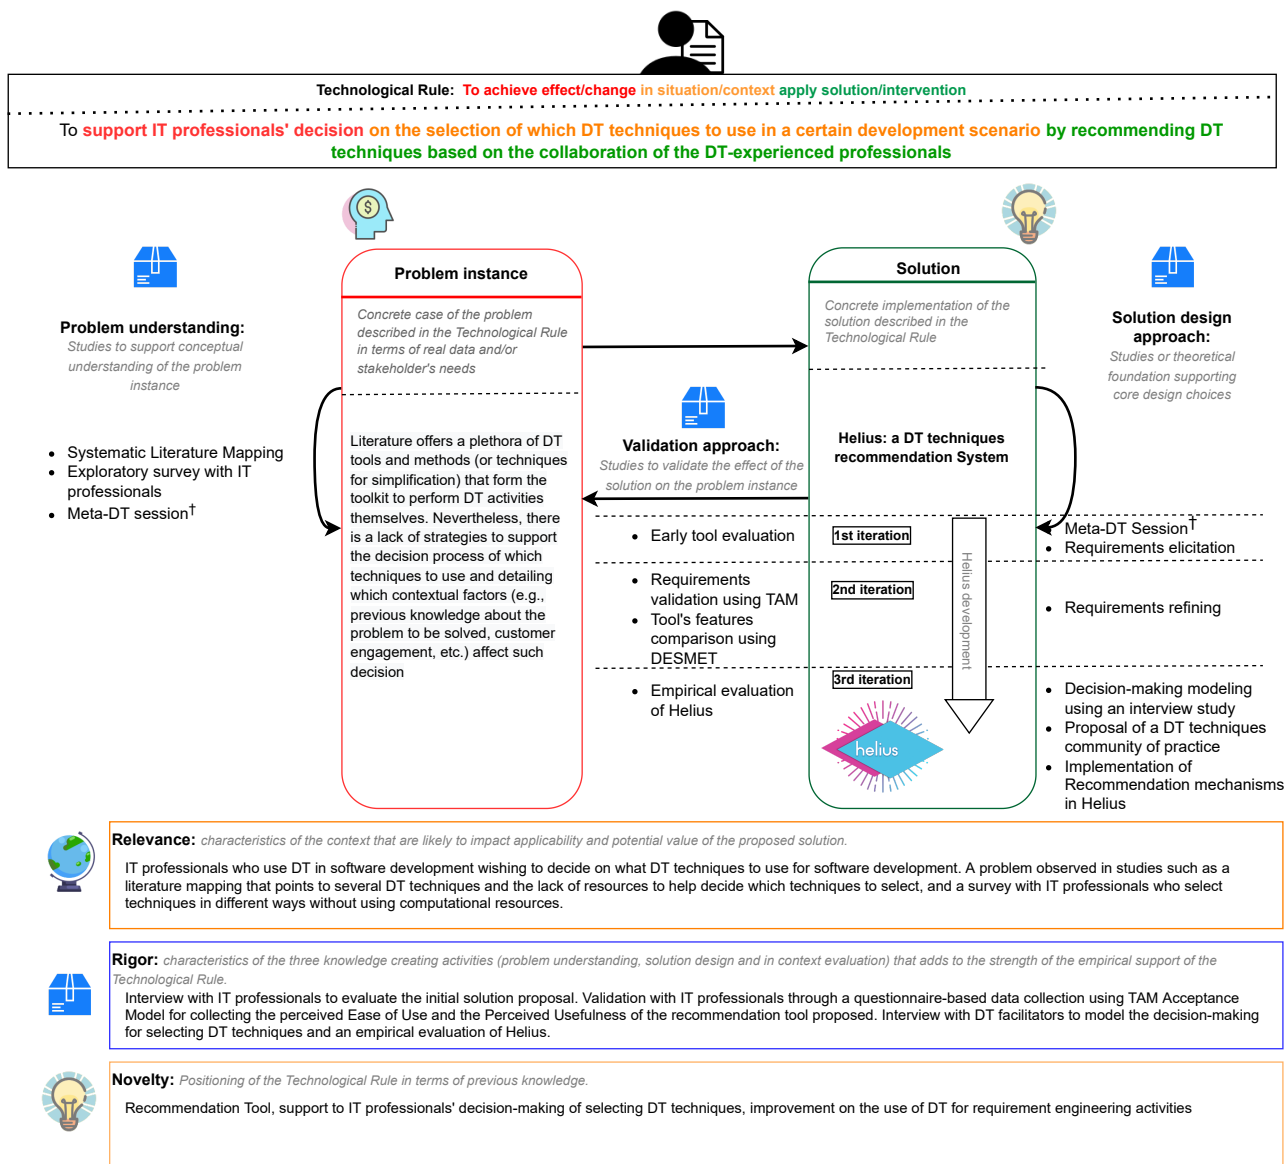 Technological Rule: To achieve effect/change in situation/context apply solution/intervention
To support IT professionals' decision on the selection of which DT techniques to use in a certain development scenario by recommending DT
techniques based on the collaboration of the DT-experienced professionals
Problem understanding:
Studies to support conceptual
understanding of the problem
instance
Systematic Literature Mapping
Exploratory survey with IT
professionals
Meta-DT session†
Problem instance
Concrete case of the problem
described in the Technological Rule
in terms of real data and/or
stakeholder's needs
Literature offers a plethora of DT
tools and methods (or techniques
for simplification) that form the
toolkit to perform DT activities
themselves. Nevertheless, there
is a lack of strategies to support
the decision process of which
techniques to use and detailing
which contextual factors (e.g.,
previous knowledge about the
problem to be solved, customer
engagement, etc.) affect such
decision
Validation approach:
Studies to validate the effect of the
solution on the problem instance
Early tool evaluation
Requirements
validation using TAM
Tool's features
comparison using
DESMET
Empirical evaluation
of Helius
Solution
Concrete implementation of the
solution described in the
Technological Rule
Helius: a DT techniques
recommendation System
1st iteration
2nd iteration
3rd iteration
Helius development
helius
Solution design
approach:
Studies or theoretical
foundation supporting
core design choices
Meta-DT Session†
Requirements elicitation
Requirements refining
Decision-making modeling
using an interview study
Proposal of a DT techniques
community of practice
Implementation of
Recommendation mechanisms
in Helius
Relevance: characteristics of the context that are likely to impact applicability and potential value of the proposed solution.
IT professionals who use DT in software development wishing to decide on what DT techniques to use for software development. A problem observed in studies such as a
literature mapping that points to several DT techniques and the lack of resources to help decide which techniques to select, and a survey with IT professionals who select
techniques in different ways without using computational resources.
Rigor: characteristics of the three knowledge creating activities (problem understanding, solution design and in context evaluation) that adds to the strength of the empirical support of the
Technological Rule.
Interview with IT professionals to evaluate the initial solution proposal. Validation with IT professionals through a questionnaire-based data collection using TAM Acceptance
Model for collecting the perceived Ease of Use and the Perceived Usefulness of the recommendation tool proposed. Interview with DT facilitators to model the decision-making
for selecting DT techniques and an empirical evaluation of Helius.
Novelty: Positioning of the Technological Rule in terms of previous knowledge.
Recommendation Tool, support to IT professionals' decision-making of selecting DT techniques, improvement on the use of DT for requirement engineering activities